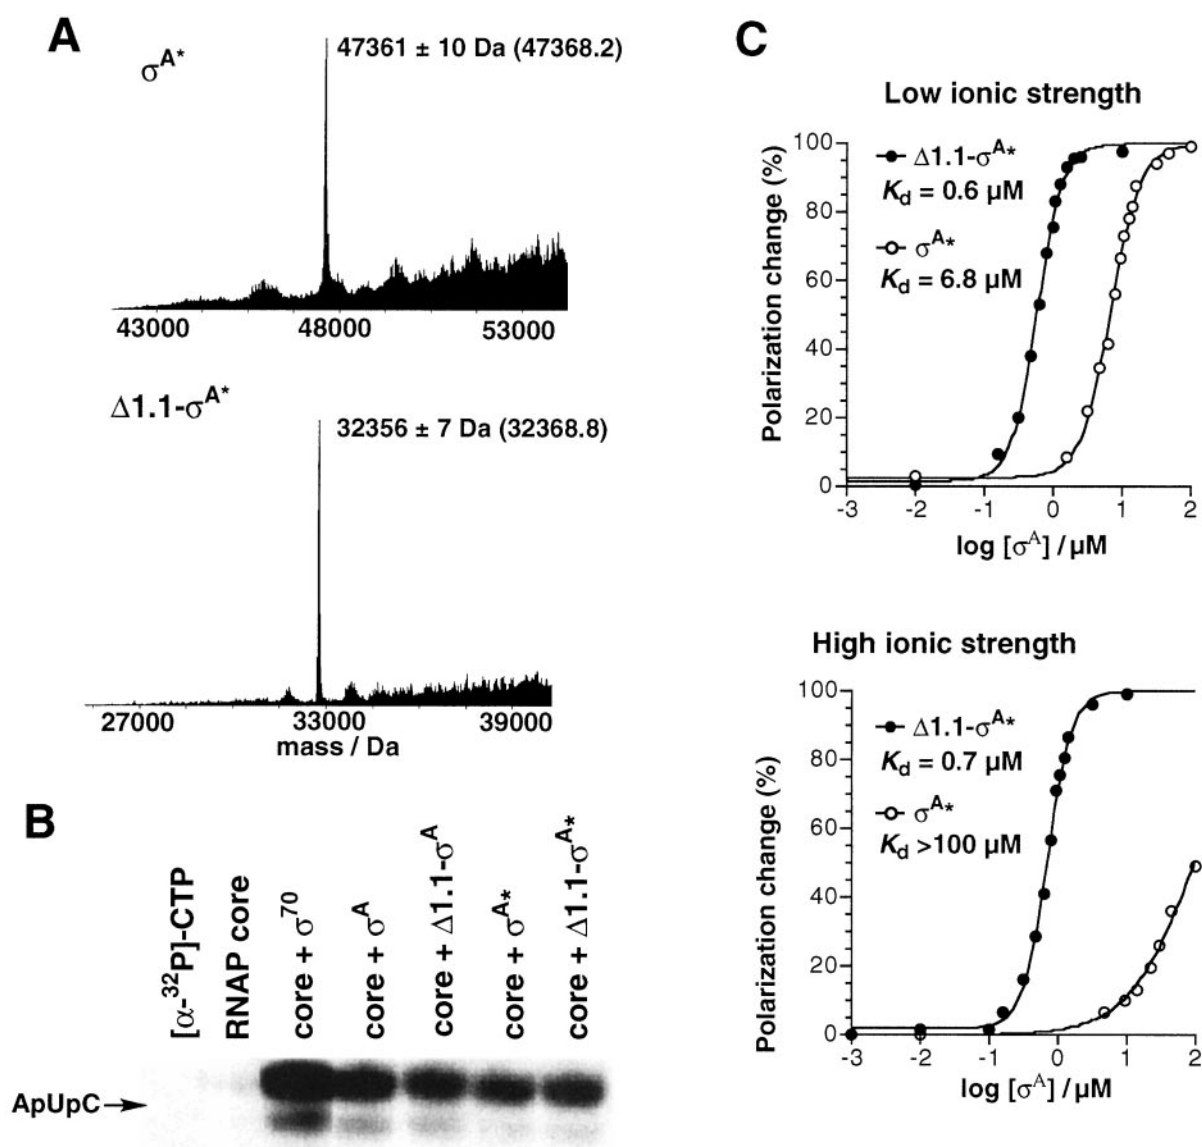 A
σA*
47361 ± 10 Da (47368.2)
43000 48000 53000
Δ1.1-σA*
32356 ± 7 Da (32368.8)
27000 33000 39000
mass / Da
B
[α-32P]-CTP
RNAP core
core + σ70
core + σA
core + Δ1.1-σA
core + σA*
core + Δ1.1-σA*
ApUpC
C
Low ionic strength
Polarization change (%)
100
80
60
40
20
0
Δ1.1-σA*
Kd = 0.6 µM
σA*
Kd = 6.8 µM
-3 -2 -1 0 1 2
log [σA] / µM
High ionic strength
Polarization change (%)
100
80
60
40
20
0
Δ1.1-σA*
Kd = 0.7 µM
σA*
Kd >100 µM
-3 -2 -1 0 1 2
log [σA] / µM